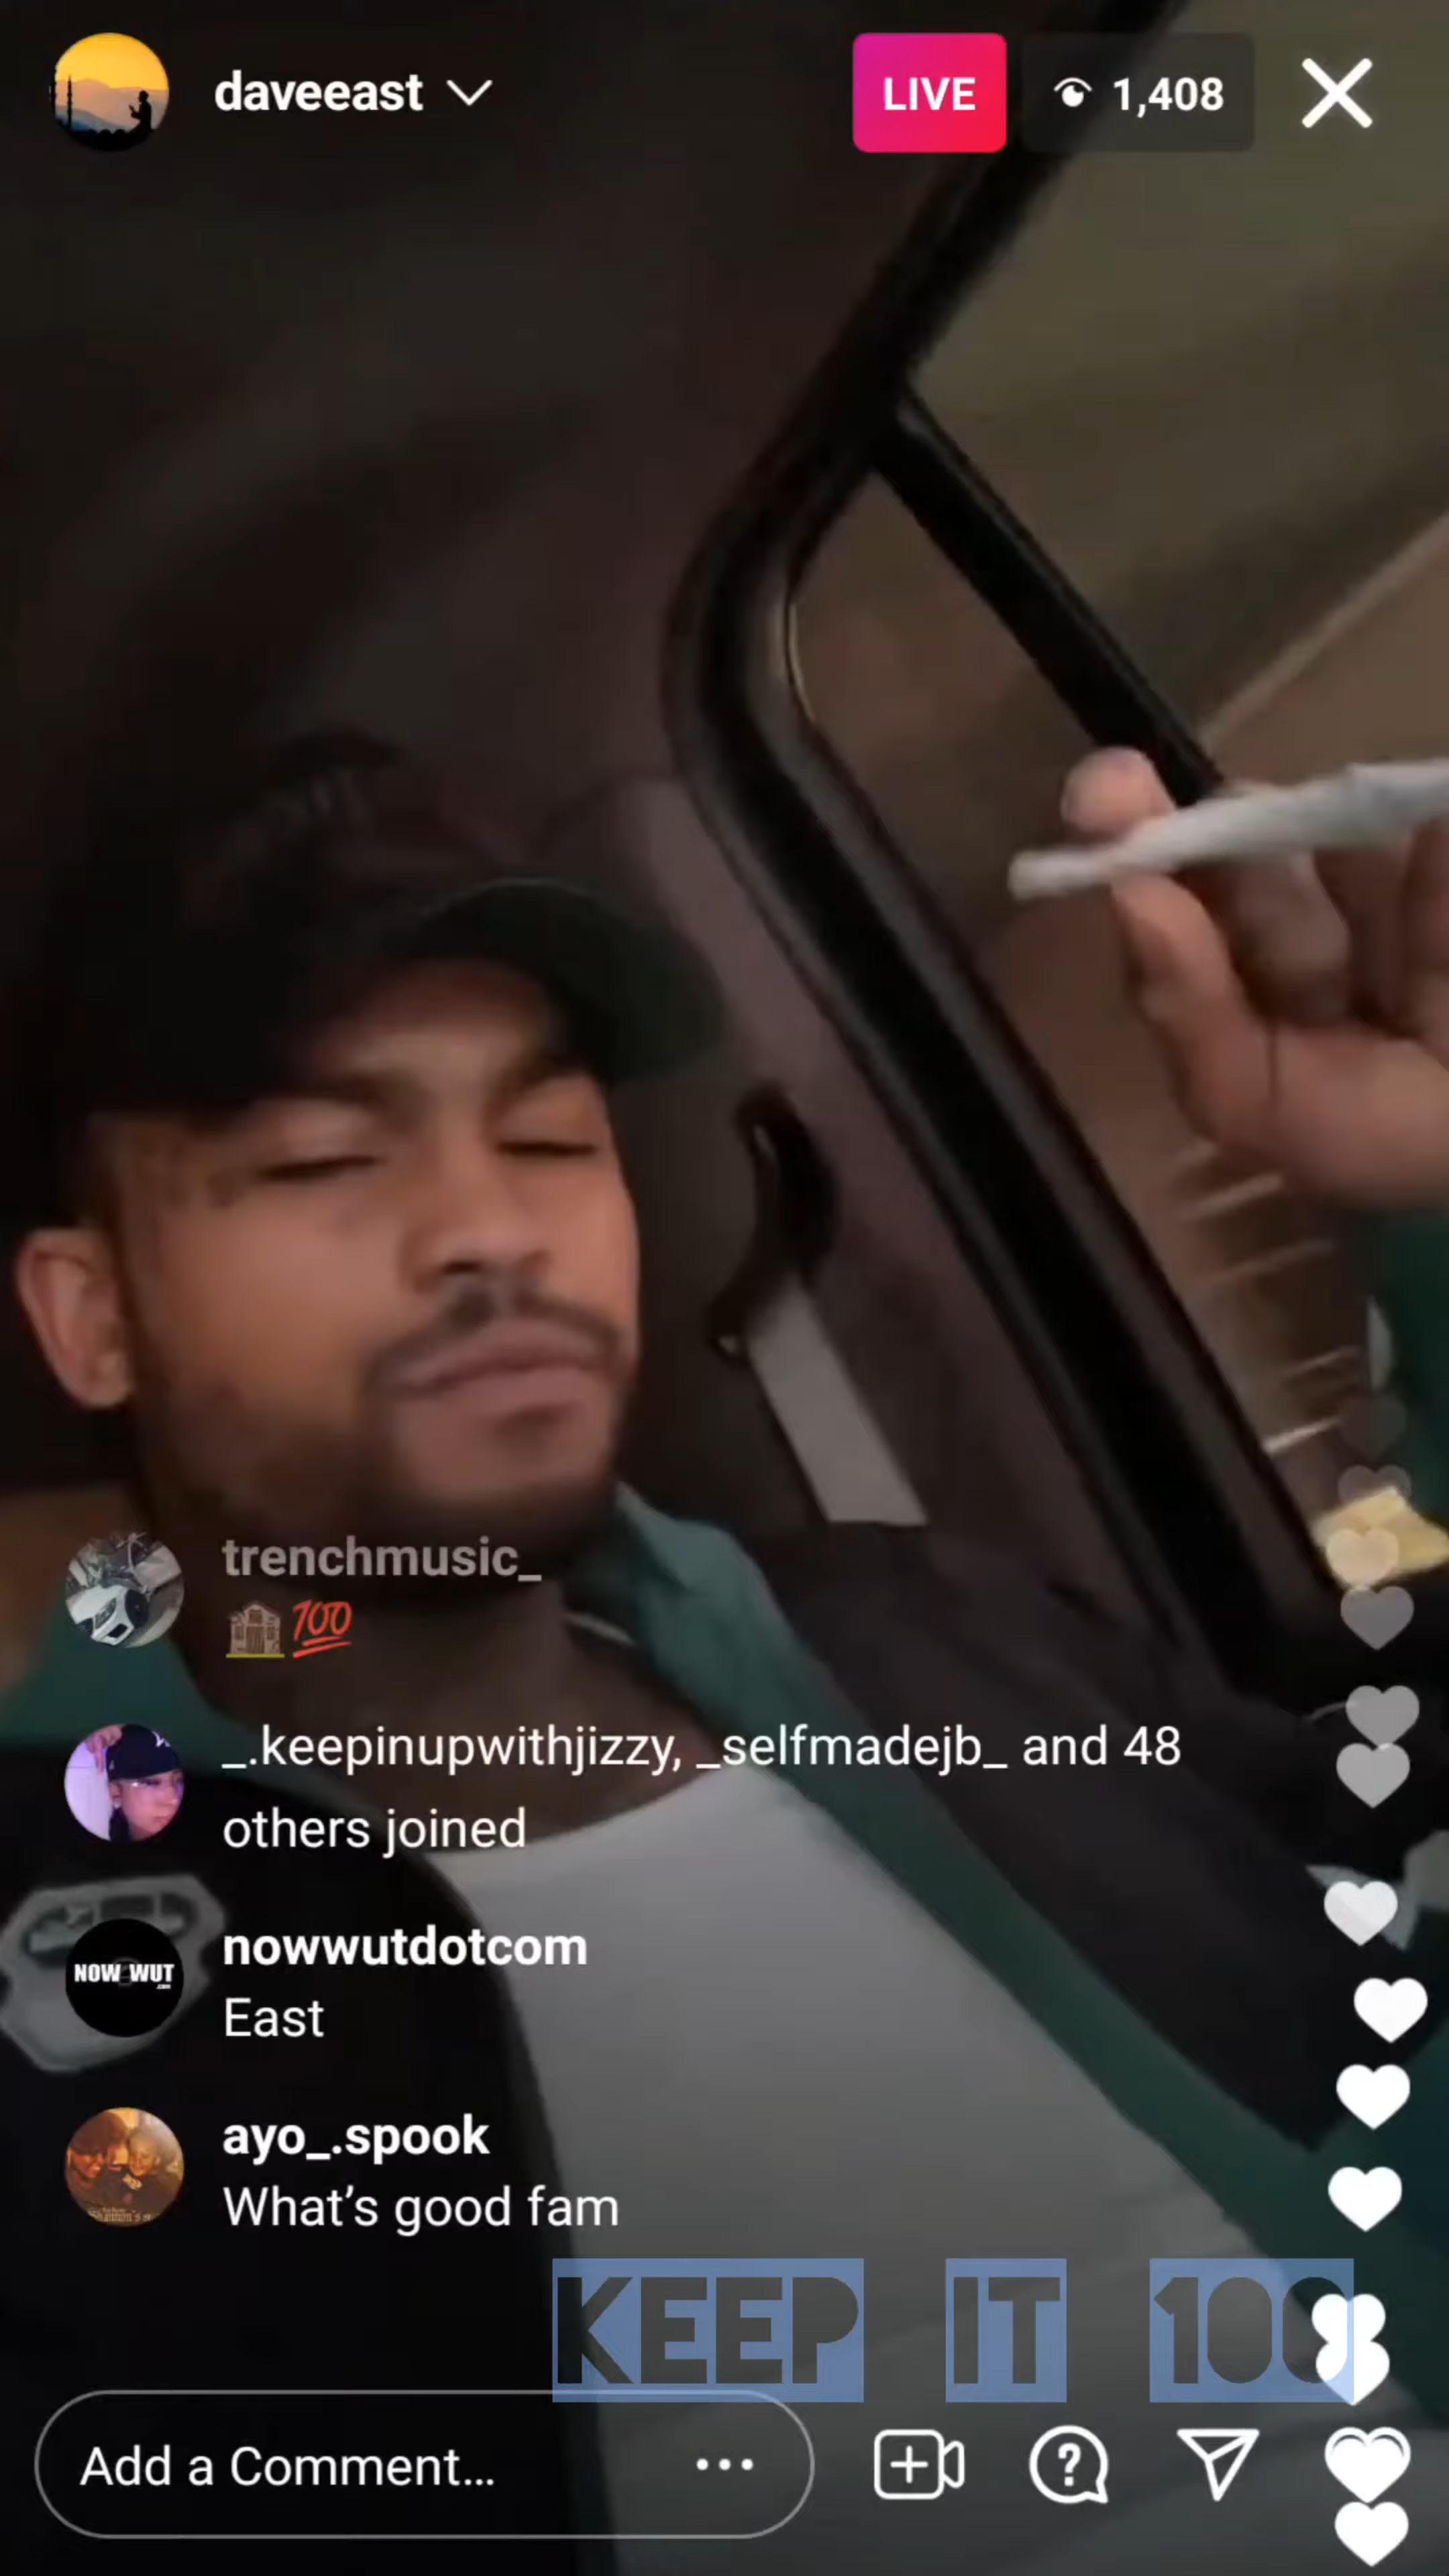 daveeast
LIVE
1,408
trenchmusic_
💯
_.keepinupwithjizzy, _selfmadejb_ and 48
others joined
NOW WUT
.com
nowwutdotcom
East
ayo_.spook
What’s good fam
KEEP IT 100
Add a Comment...